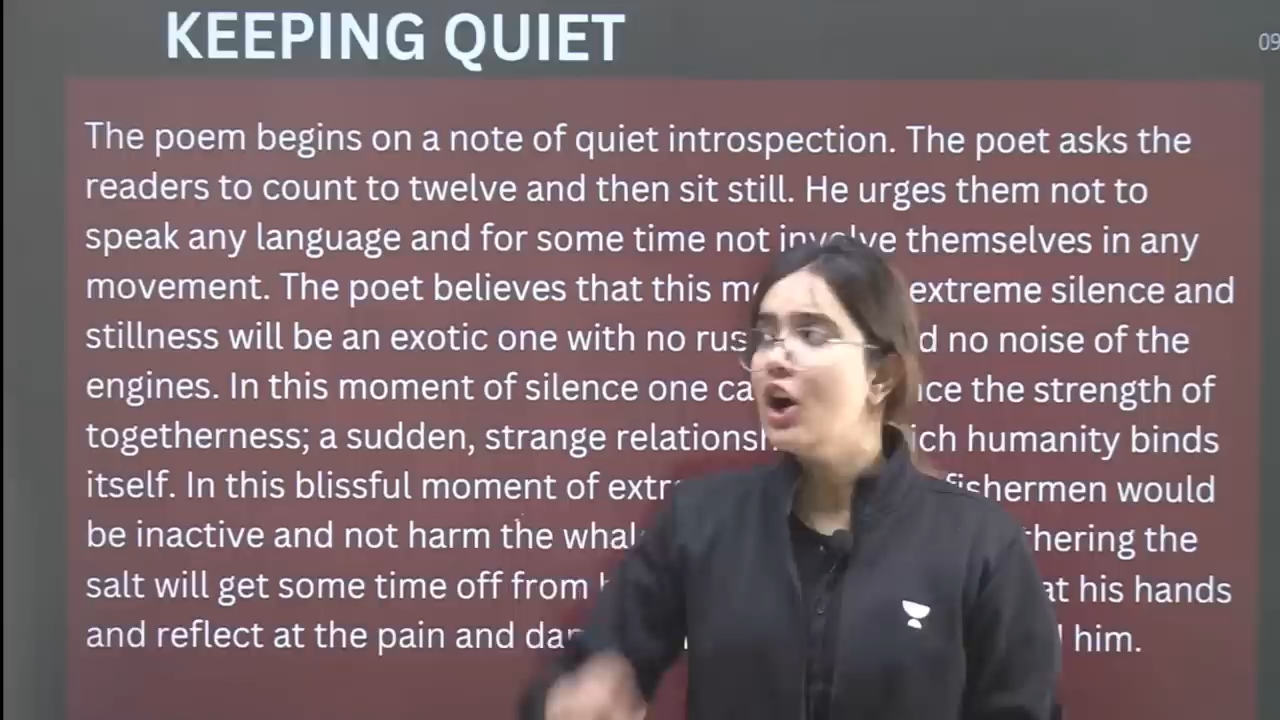 KEEPING QUIET
09
The poem begins on a note of quiet introspection. The poet asks the
readers to count to twelve and then sit still. He urges them not to
speak any language and for some time not involve themselves in any
movement. The poet believes that this extreme silence and
stillness will be an exotic one with no no noise of the
engines. In this moment of silence one the strength of
togetherness; a sudden, strange humanity binds
itself. In this blissful moment of fishermen would
be inactive and not harm the the
salt will get some time off from his hands
and reflect at the pain and him.